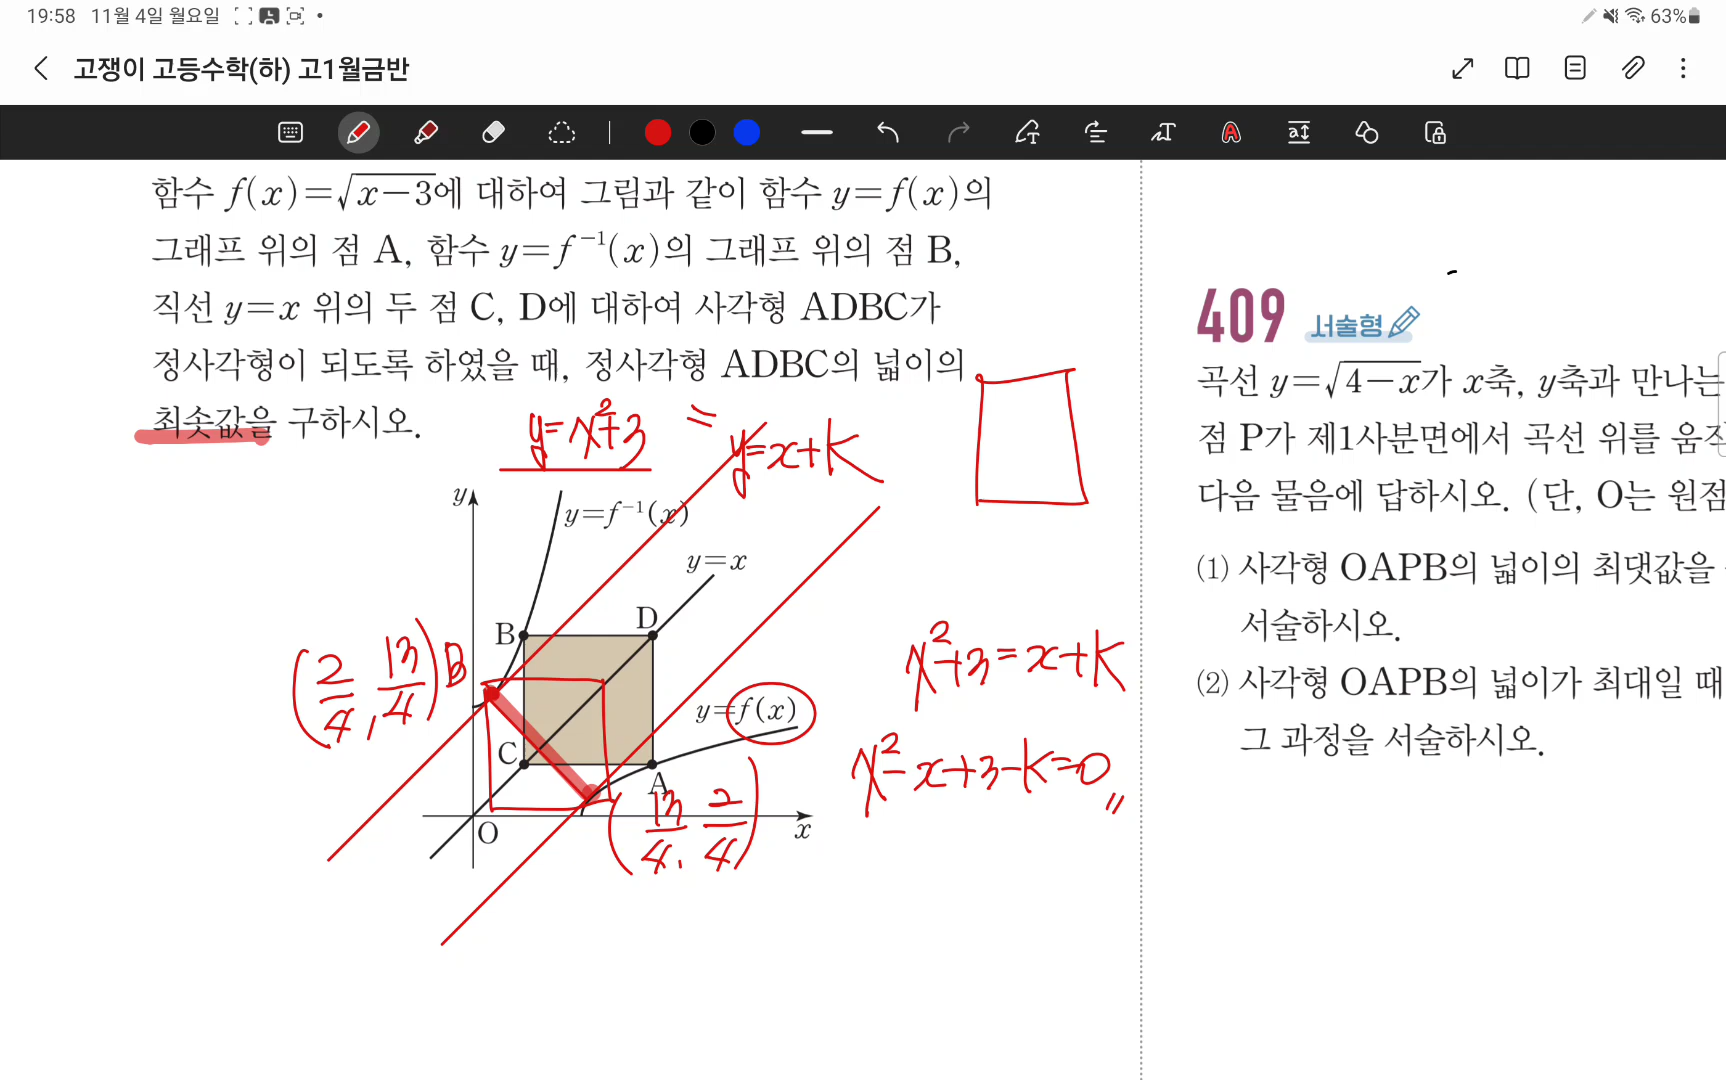 19:58 11월 4일 월요일 63%
고쟁이 고등수학(하) 고1월금반
함수 f(x)=√x-3에 대하여 그림과 같이 함수 y=f(x)의
그래프 위의 점 A, 함수 y=f⁻¹(x)의 그래프 위의 점 B,
직선 y=x 위의 두 점 C, D에 대하여 사각형 ADBC가
정사각형이 되도록 하였을 때, 정사각형 ADBC의 넓이의
최솟값을 구하시오.
y=x²+3 = y=x+k
y
y=f⁻¹(x)
y=x
B
D
(2/4, 13/4) B
y=f(x)
C
A
O
x
(13/4, 2/4)
x²+3=x+k
x²-x+3-k=0〃
409 서술형
곡선 y=√4-x가 x축, y축과 만나는
점 P가 제1사분면에서 곡선 위를 움직
다음 물음에 답하시오. (단, O는 원점
(1) 사각형 OAPB의 넓이의 최댓값을
서술하시오.
(2) 사각형 OAPB의 넓이가 최대일 때
그 과정을 서술하시오.